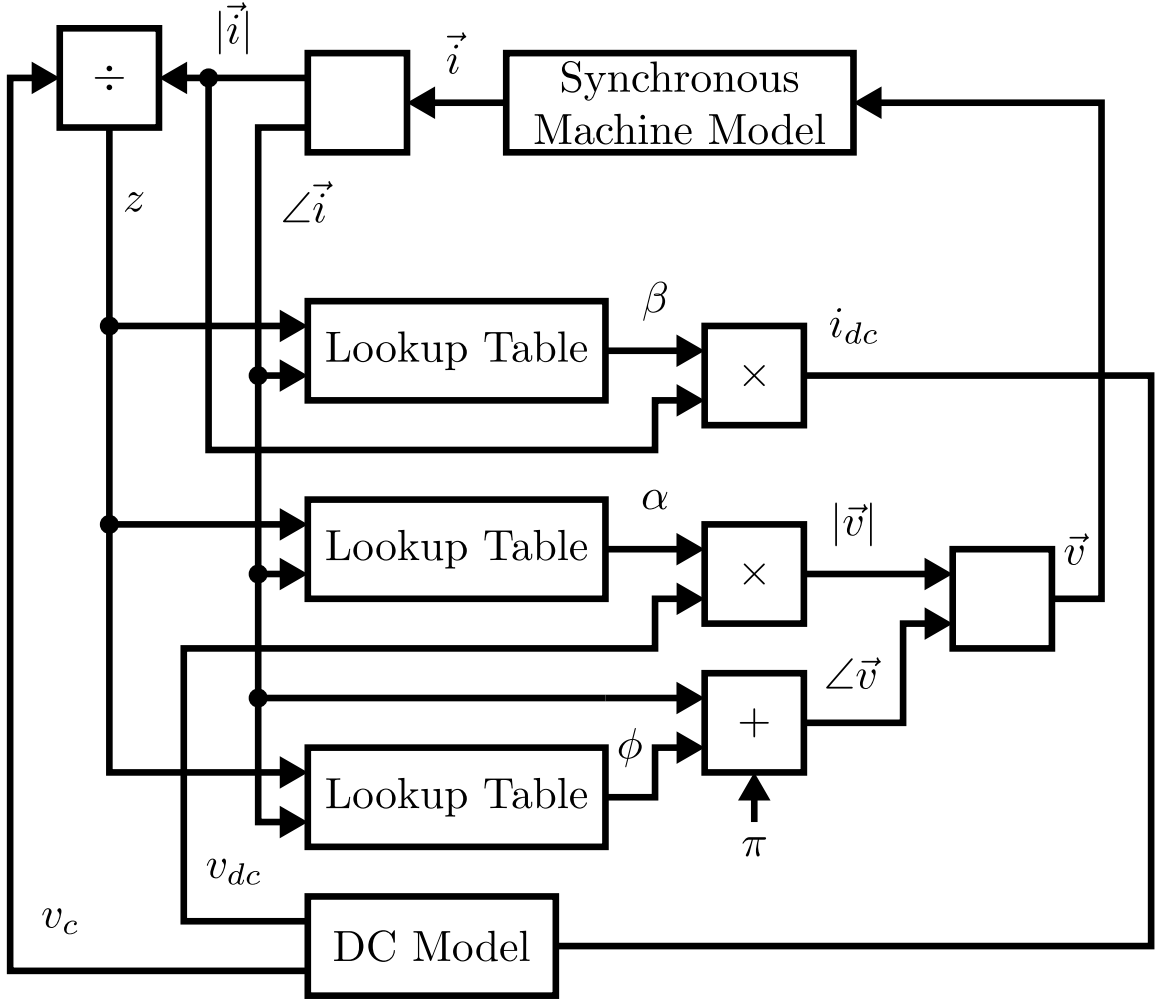 |i⃗|
i⃗
÷
Synchronous
Machine Model
z
∠i⃗
β
i_dc
Lookup Table
×
α
|v⃗|
Lookup Table
×
v⃗
∠v⃗
+
ϕ
Lookup Table
π
v_dc
v_c
DC Model